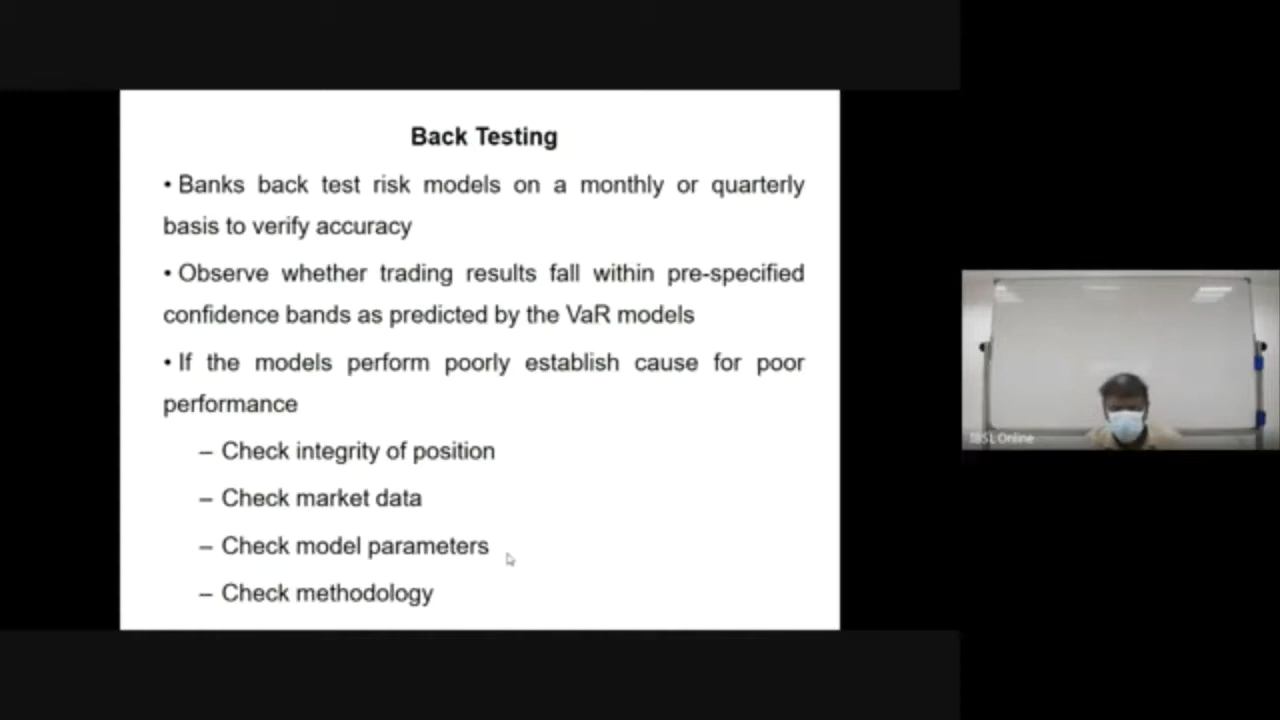 Back Testing
• Banks back test risk models on a monthly or quarterly
basis to verify accuracy
• Observe whether trading results fall within pre-specified
confidence bands as predicted by the VaR models
• If the models perform poorly establish cause for poor
performance
– Check integrity of position
– Check market data
– Check model parameters
– Check methodology
IBSL Online